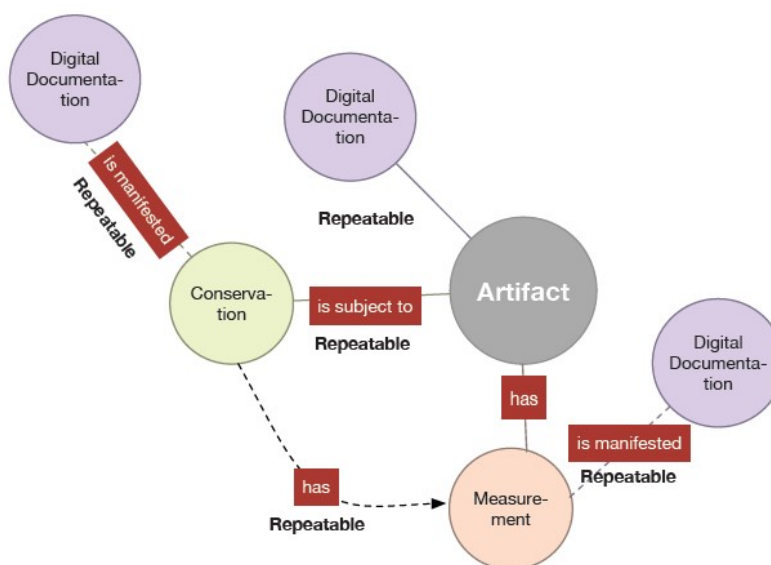 Digital
Documenta-
tion
Digital
Documenta-
tion
is manifested
Repeatable
Repeatable
Conserva-
tion
is subject to
Repeatable
Artifact
Digital
Documenta-
tion
has
is manifested
Repeatable
has
Repeatable
Measure-
ment